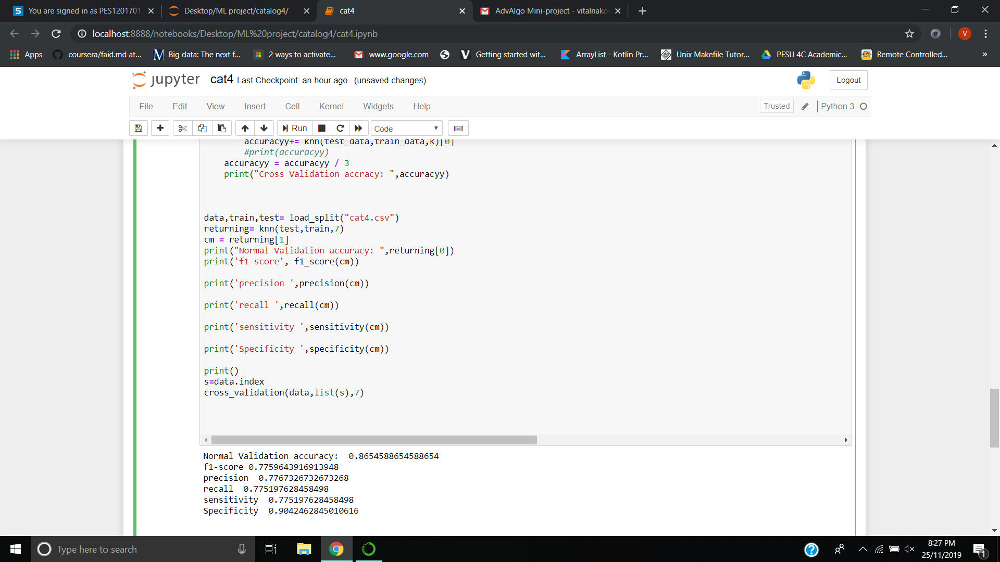 You are signed in as PES1201701
Desktop/ML project/catalog4/
cat4
AdvAlgo Mini-project - vitalnako
localhost:8888/notebooks/Desktop/ML%20project/catalog4/cat4.ipynb
V
Apps
coursera/faid.md at...
Big data: The next f...
2 ways to activate...
www.google.com
Getting started wit...
ArrayList - Kotlin Pr...
Unix Makefile Tutor...
PESU 4C Academic...
Remote Controlled...
»
jupyter cat4 Last Checkpoint: an hour ago (unsaved changes)
Logout
File Edit View Insert Cell Kernel Widgets Help
Trusted
Python 3
Run
Code
accuracyy+= knn(test_data,train_data,k)[0]
#print(accuracyy)
accuracyy = accuracyy / 3
print("Cross Validation accracy: ",accuracyy)
data,train,test= load_split("cat4.csv")
returning= knn(test,train,7)
cm = returning[1]
print("Normal Validation accuracy: ",returning[0])
print('f1-score', f1_score(cm))
print('precision ',precision(cm))
print('recall ',recall(cm))
print('sensitivity ',sensitivity(cm))
print('Specificity ',specificity(cm))
print()
s=data.index
cross_validation(data,list(s),7)
Normal Validation accuracy:  0.8654588654588654
f1-score 0.7759643916913948
precision  0.7767326732673268
recall  0.775197628458498
sensitivity  0.775197628458498
Specificity  0.9042462845010616
Type here to search
8:27 PM
25/11/2019
1